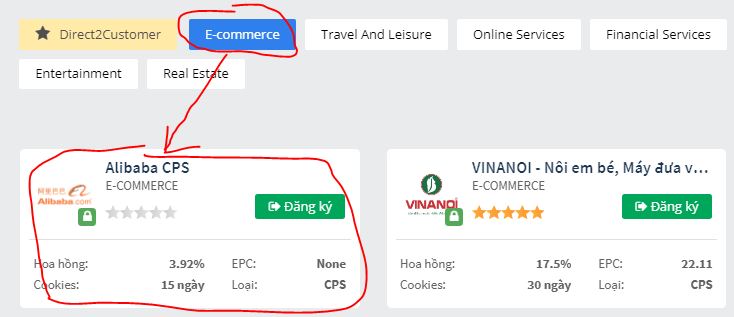 Direct2Customer
E-commerce
Travel And Leisure
Online Services
Financial Services
Entertainment
Real Estate
Alibaba CPS
E-COMMERCE
阿里巴巴
Alibaba.com
Đăng ký
Hoa hồng: 3.92% EPC: None
Cookies: 15 ngày Loại: CPS
VINANOI - Nôi em bé, Máy đưa v...
E-COMMERCE
VINANOI
Đăng ký
Hoa hồng: 17.5% EPC: 22.11
Cookies: 30 ngày Loại: CPS